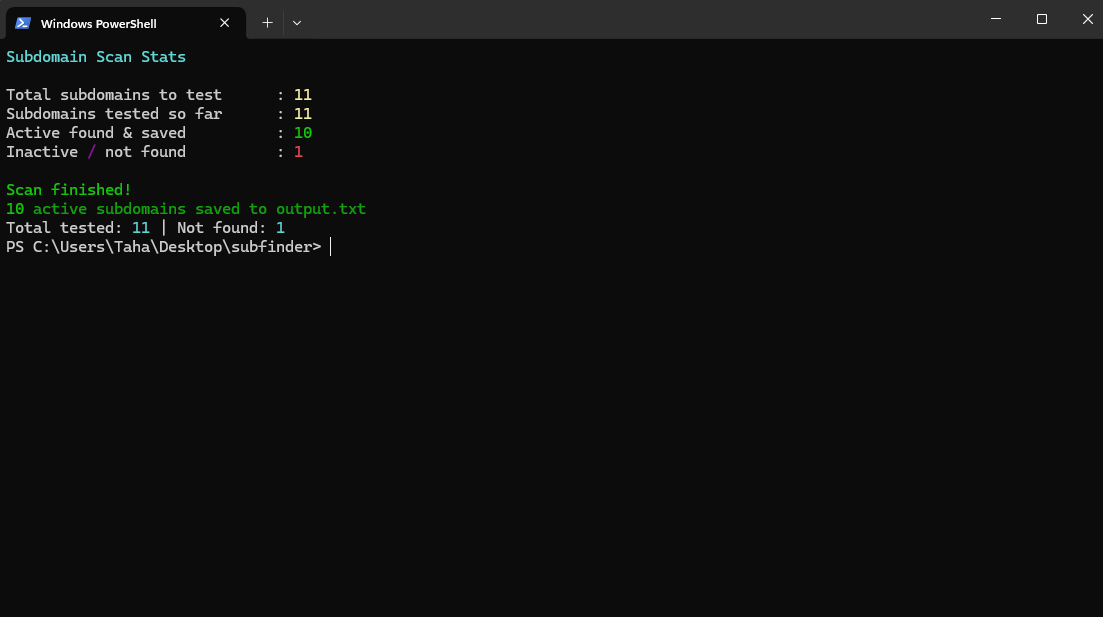 Windows PowerShell
Subdomain Scan Stats
Total subdomains to test : 11
Subdomains tested so far : 11
Active found & saved : 10
Inactive / not found : 1
Scan finished!
10 active subdomains saved to output.txt
Total tested: 11 | Not found: 1
PS C:\Users\Taha\Desktop\subfinder>